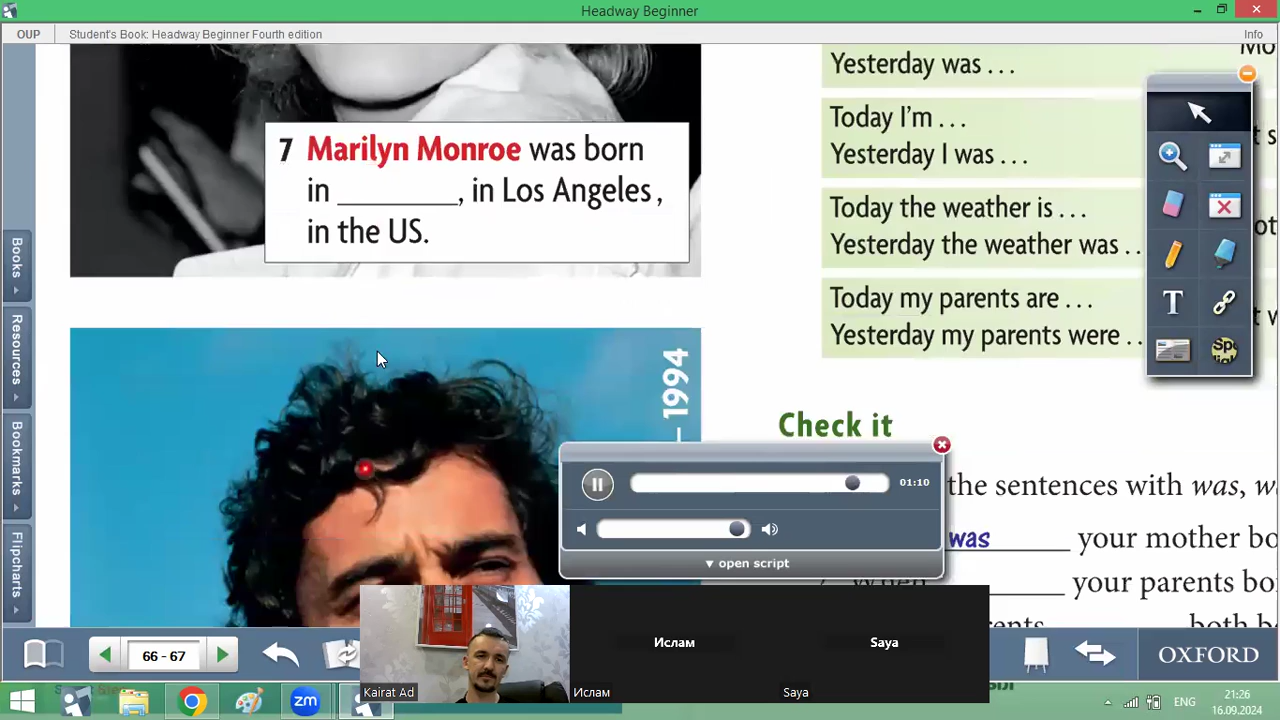 Headway Beginner
OUP
Student's Book: Headway Beginner Fourth edition
Info
7 Marilyn Monroe was born
in ________, in Los Angeles ,
in the US.
Yesterday was . . .
Today I'm . . .
Yesterday I was . . .
Today the weather is . . .
Yesterday the weather was . .
Today my parents are . . .
Yesterday my parents were . .
1994
Check it
the sentences with was,
was your mother bo
your parents bo
Books
Resources
Bookmarks
Flipcharts
T
01:10
open script
66 - 67
OXFORD
Kairat Ad
Ислам
Ислам
Saya
Saya
zm
ENG
21:26
16.09.2024